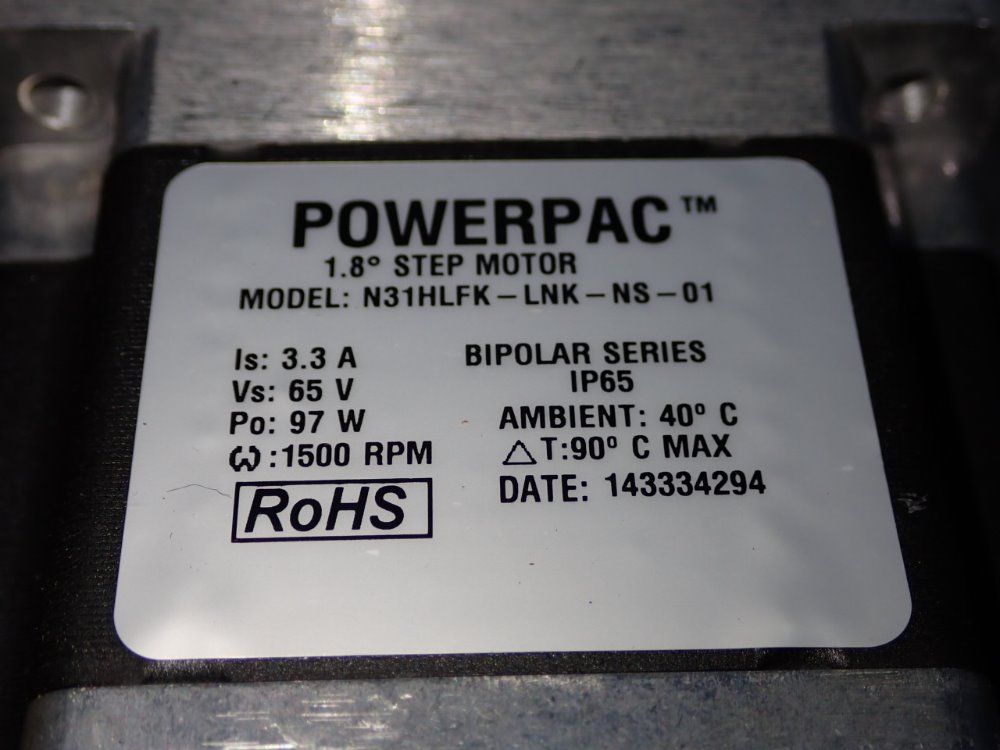 POWERPAC™
1.8° STEP MOTOR
MODEL: N31HLFK-LNK-NS-01
Is: 3.3 A
Vs: 65 V
Po: 97 W
ω:1500 RPM
RoHS
BIPOLAR SERIES
IP65
AMBIENT: 40° C
△T:90° C MAX
DATE: 143334294